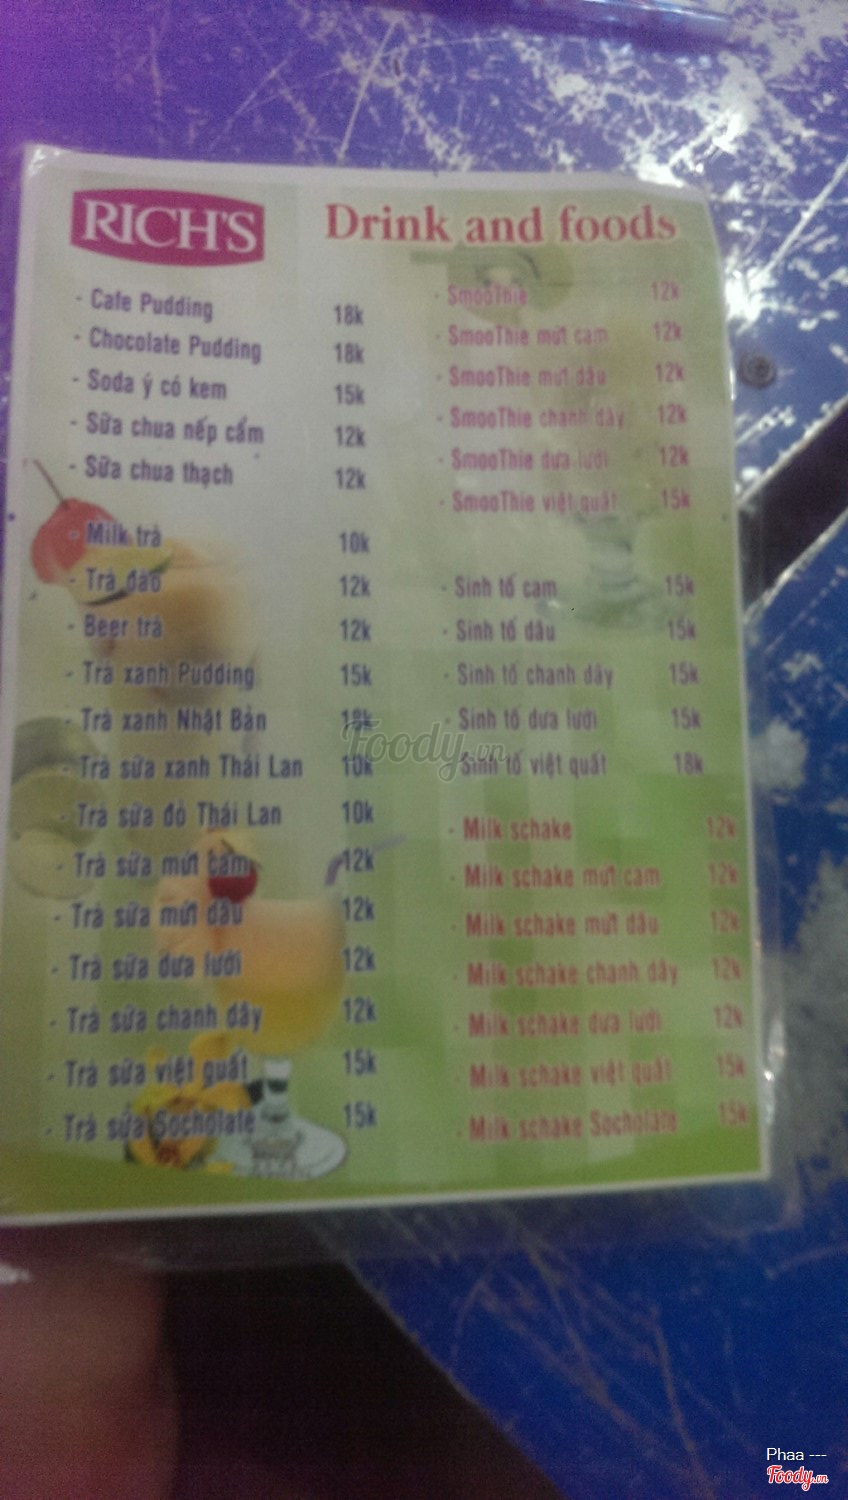 RICH'S
Drink and foods
- Cafe Pudding 18k
- Chocolate Pudding 18k
- Soda ý có kem 15k
- Sữa chua nếp cẩm 12k
- Sữa chua thạch 12k
- Milk trà 10k
- Trà đào 12k
- Beer trà 12k
- Trà xanh Pudding 15k
- Trà xanh Nhật Bản 18k
- Trà sữa xanh Thái Lan 10k
- Trà sữa đỏ Thái Lan 10k
- Trà sữa mứt cam 12k
- Trà sữa mứt dâu 12k
- Trà sữa dưa lưới 12k
- Trà sữa chanh dây 12k
- Trà sữa việt quất 15k
- Trà sữa Socholate 15k
- SmooThie 12k
- SmooThie mứt cam 12k
- SmooThie mứt dâu 12k
- SmooThie chanh dây 12k
- SmooThie dưa lưới 12k
- SmooThie việt quất 15k
- Sinh tố cam 15k
- Sinh tố dâu 15k
- Sinh tố chanh dây 15k
- Sinh tố dưa lưới 15k
- Sinh tố việt quất 18k
- Milk schake 12k
- Milk schake mứt cam 12k
- Milk schake mứt dâu 12k
- Milk schake chanh dây 12k
- Milk schake dưa lưới 12k
- Milk schake việt quất 15k
- Milk schake Socholate 15k
Foody.vn
Phaa ---
Foody.vn